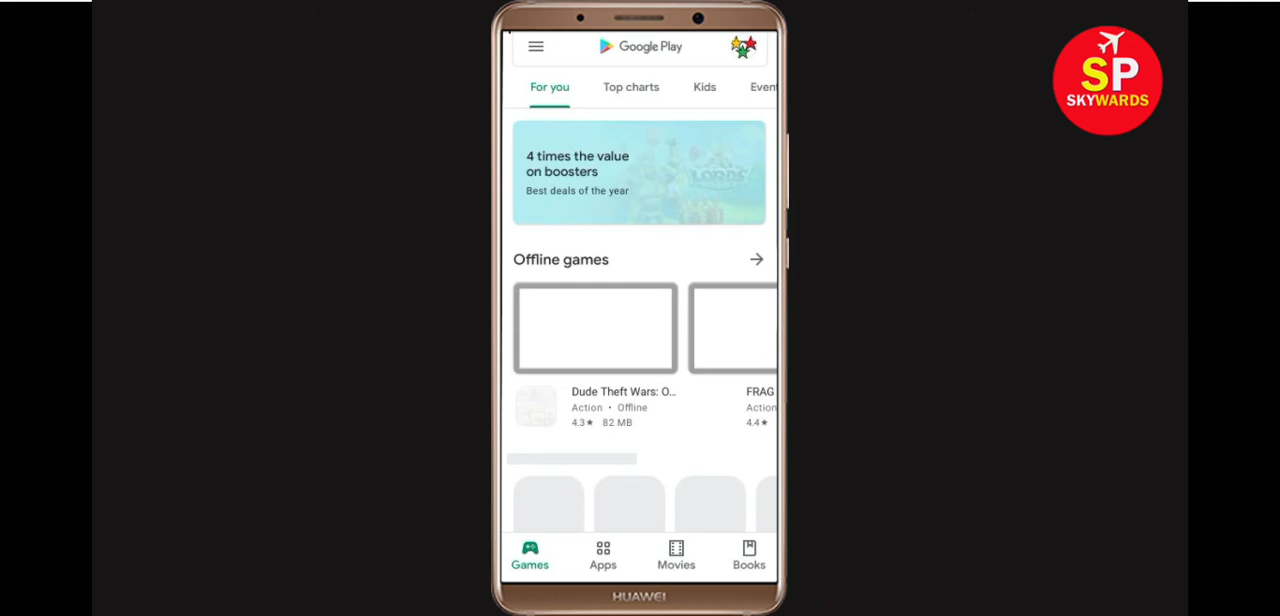 Google Play
SP
SKYWARDS
For you Top charts Kids Even
4 times the value
on boosters
Best deals of the year
LORDS
Offline games
Dude Theft Wars: O... FRAG
Action • Offline Action
4.3★ 82 MB 4.4★
Games Apps Movies Books
HUAWEI